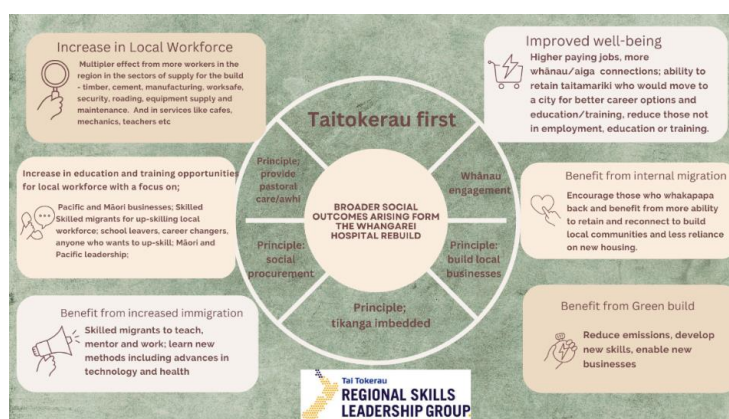 Increase in Local Workforce
Multipler effect from more workers in the
region in the sectors of supply for the build
- timber, cement, manufacturing, worksafe,
security, roading, equipment supply and
maintenance. And in services like cafes,
mechanics, teachers etc
Increase in education and training opportunities
for local workforce with a focus on;
Pacific and Māori businesses; Skilled
Skilled migrants for up-skilling local
workforce; school leavers, career changers,
anyone who wants to up-skill; Māori and
Pacific leadership;
Benefit from increased immigration
Skilled migrants to teach,
mentor and work; learn new
methods including advances in
technology and health
Taitokerau first
Principle;
provide
pastoral
care/awhi
Whānau
engagement
BROADER SOCIAL
OUTCOMES ARISING FORM
THE WHANGAREI
HOSPITAL REBUILD
Principle:
social
procurement
Principle:
build local
businesses
Principle;
tikanga imbedded
Improved well-being
Higher paying jobs, more
whānau/aiga connections; ability to
retain taitamariki who would move to
a city for better career options and
education/training, reduce those not
in employment, education or training.
Benefit from internal migration
Encourage those who whakapapa
back and benefit from more ability
to retain and reconnect to build
local communities and less reliance
on new housing.
Benefit from Green build
Reduce emissions, develop
new skills, enable new
businesses
Tai Tokerau
REGIONAL SKILLS
LEADERSHIP GROUP